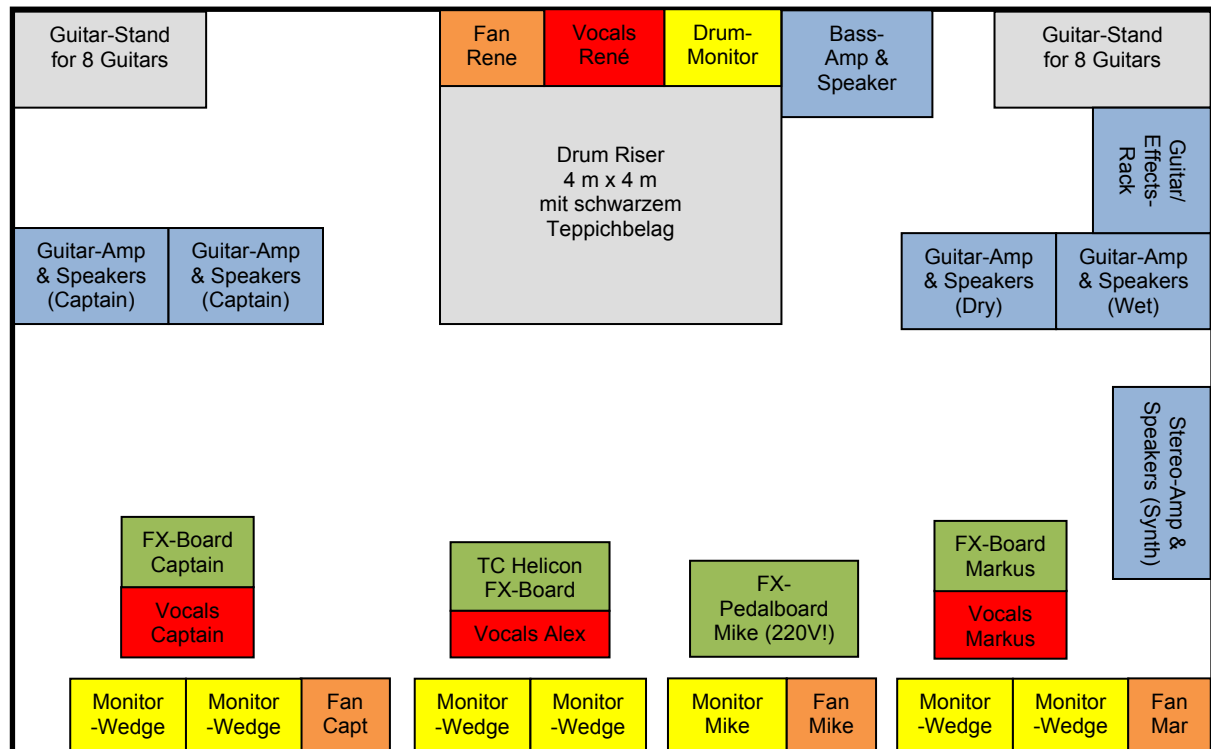 Guitar-Stand
for 8 Guitars
Fan
Rene
Vocals
René
Drum-
Monitor
Bass-
Amp &
Speaker
Guitar-Stand
for 8 Guitars
Drum Riser
4 m x 4 m
mit schwarzem
Teppichbelag
Guitar/
Effects-
Rack
Guitar-Amp
& Speakers
(Captain)
Guitar-Amp
& Speakers
(Captain)
Guitar-Amp
& Speakers
(Dry)
Guitar-Amp
& Speakers
(Wet)
Stereo-Amp &
Speakers (Synth)
FX-Board
Captain
Vocals
Captain
TC Helicon
FX-Board
Vocals Alex
FX-
Pedalboard
Mike (220V!)
FX-Board
Markus
Vocals
Markus
Monitor
-Wedge
Monitor
-Wedge
Fan
Capt
Monitor
-Wedge
Monitor
-Wedge
Monitor
Mike
Fan
Mike
Monitor
-Wedge
Monitor
-Wedge
Fan
Mar